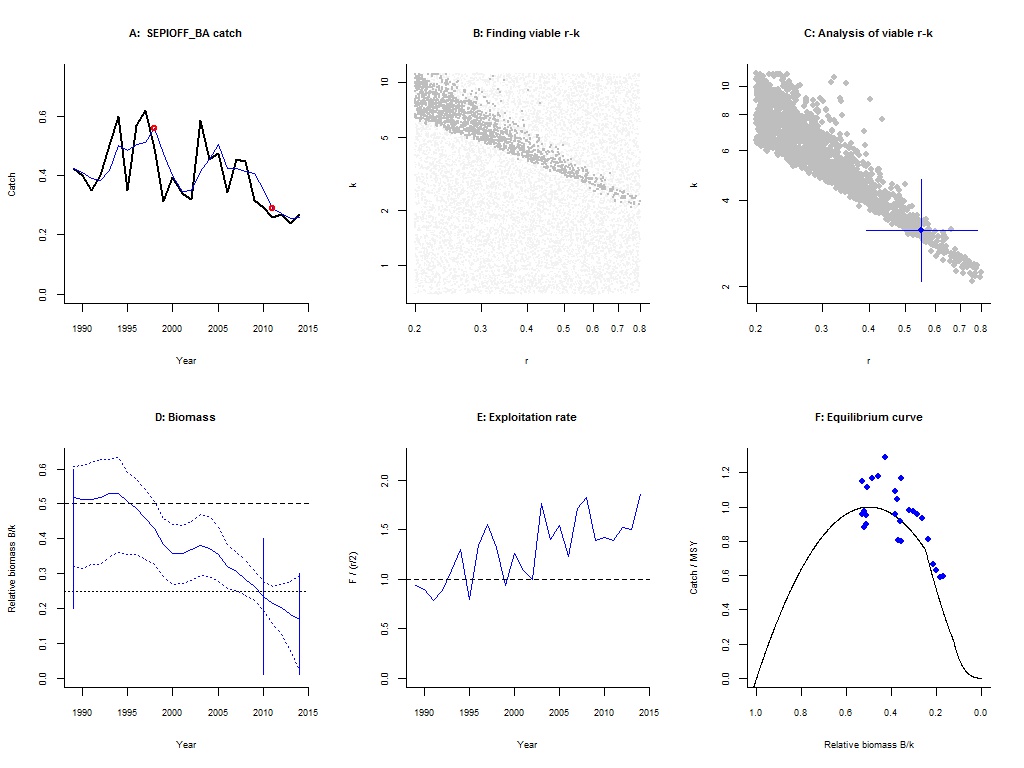 A: SEPIOFF_BA catch
Catch
0.0 0.2 0.4 0.6
1990 1995 2000 2005 2010 2015
Year
B: Finding viable r-k
k
1 2 5 10
0.2 0.3 0.4 0.5 0.6 0.7 0.8
r
C: Analysis of viable r-k
k
2 4 6 8 10
0.2 0.3 0.4 0.5 0.6 0.7 0.8
r
D: Biomass
Relative biomass B/k
0.0 0.1 0.2 0.3 0.4 0.5 0.6
1990 1995 2000 2005 2010 2015
Year
E: Exploitation rate
F / (r/2)
0.0 0.5 1.0 1.5 2.0
1990 1995 2000 2005 2010 2015
Year
F: Equilibrium curve
Catch / MSY
0.0 0.2 0.4 0.6 0.8 1.0 1.2
1.0 0.8 0.6 0.4 0.2 0.0
Relative biomass B/k